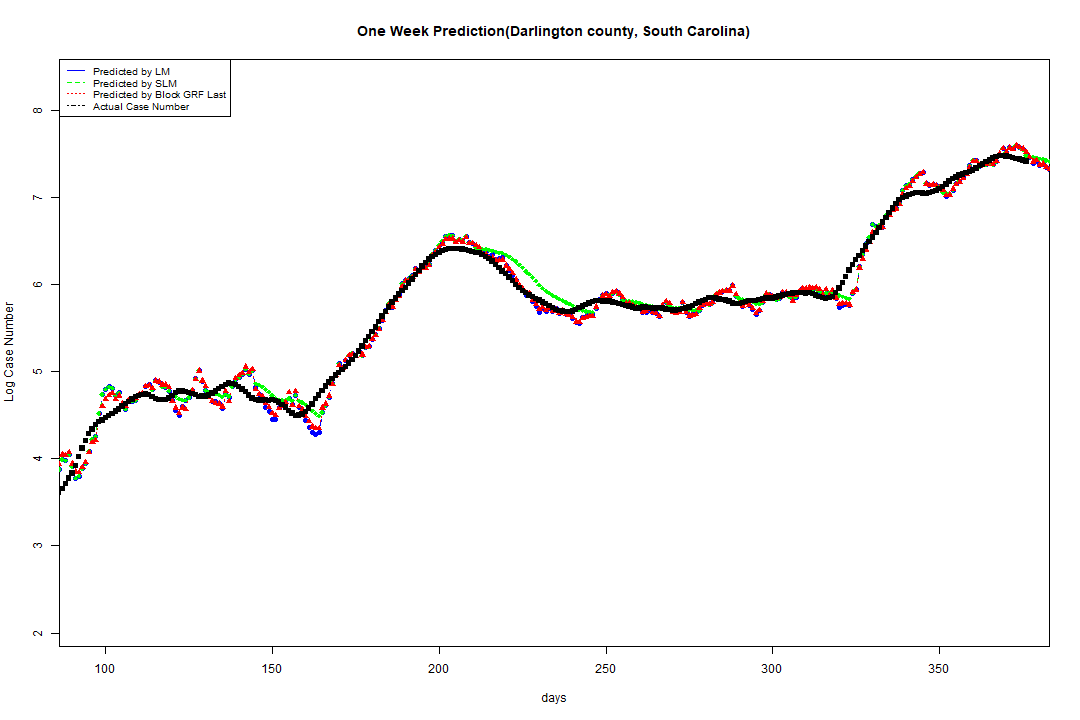 One Week Prediction(Darlington county, South Carolina)
Predicted by LM
Predicted by SLM
Predicted by Block GRF Last
Actual Case Number
8
7
6
5
4
3
2
Log Case Number
100 150 200 250 300 350
days